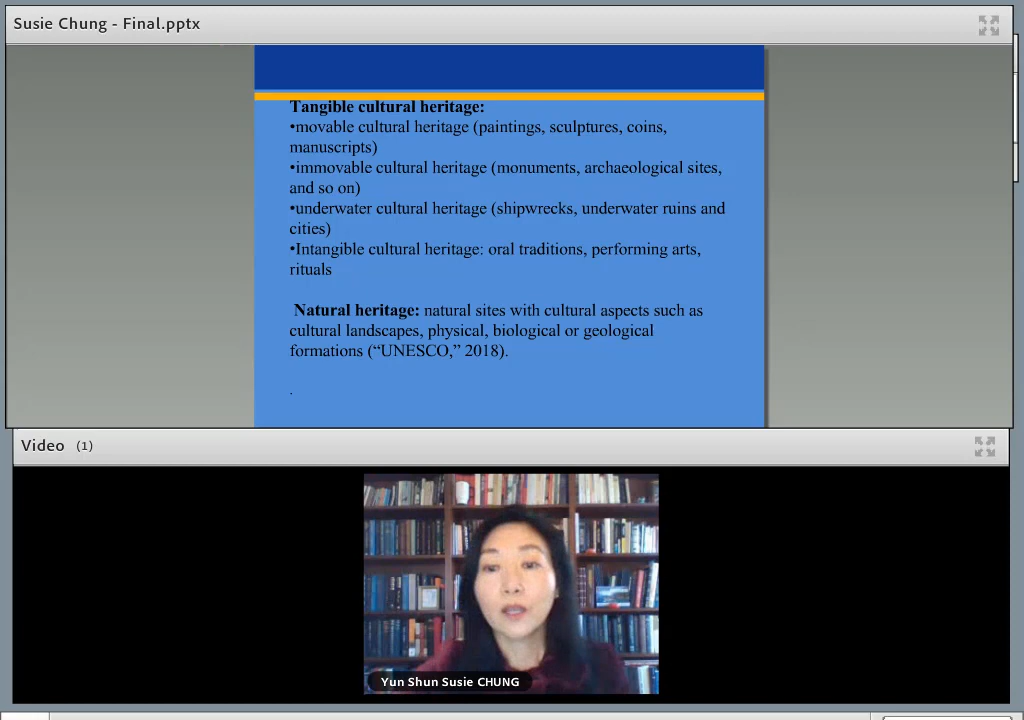 Susie Chung - Final.pptx
Tangible cultural heritage:
•movable cultural heritage (paintings, sculptures, coins,
manuscripts)
•immovable cultural heritage (monuments, archaeological sites,
and so on)
•underwater cultural heritage (shipwrecks, underwater ruins and
cities)
•Intangible cultural heritage: oral traditions, performing arts,
rituals
Natural heritage: natural sites with cultural aspects such as
cultural landscapes, physical, biological or geological
formations (“UNESCO,” 2018).
.
Video (1)
Yun Shun Susie CHUNG